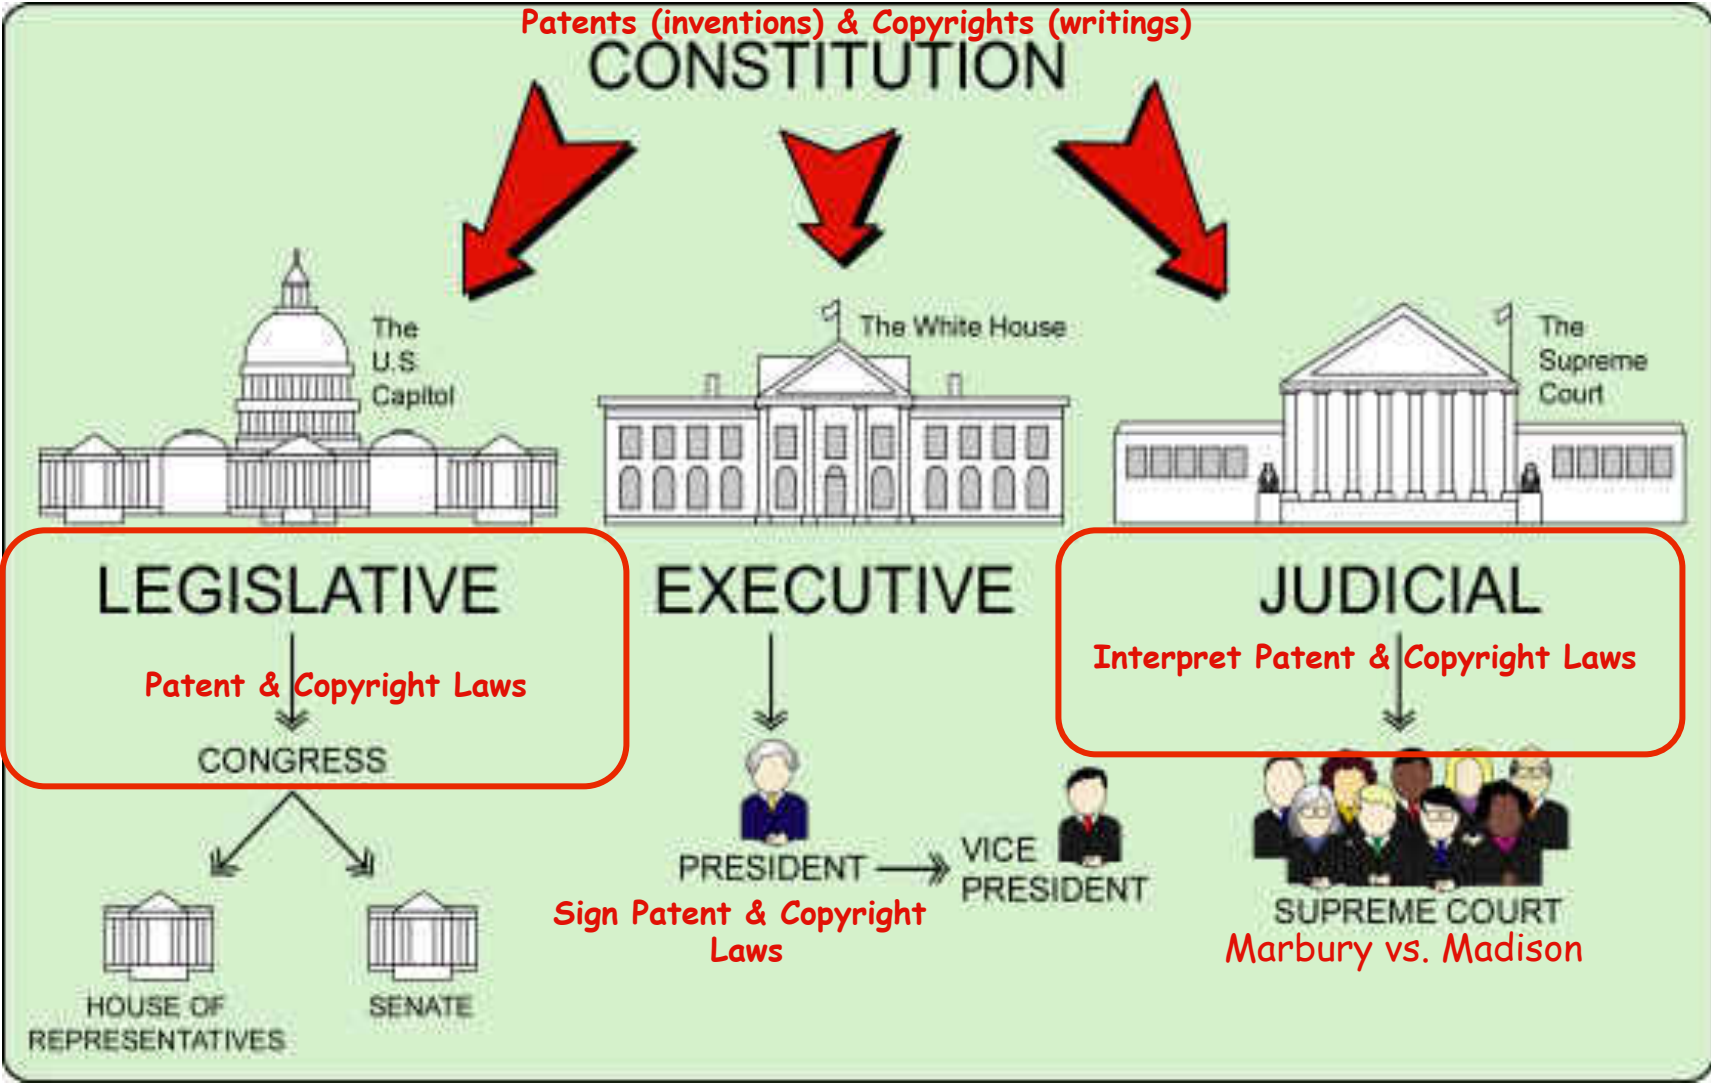 Patents (inventions) & Copyrights (writings)
CONSTITUTION
The
U.S.
Capitol
The White House
The
Supreme
Court
LEGISLATIVE
Patent & Copyright Laws
CONGRESS
HOUSE OF
REPRESENTATIVES
SENATE
EXECUTIVE
PRESIDENT
VICE
PRESIDENT
Sign Patent & Copyright
Laws
JUDICIAL
Interpret Patent & Copyright Laws
SUPREME COURT
Marbury vs. Madison